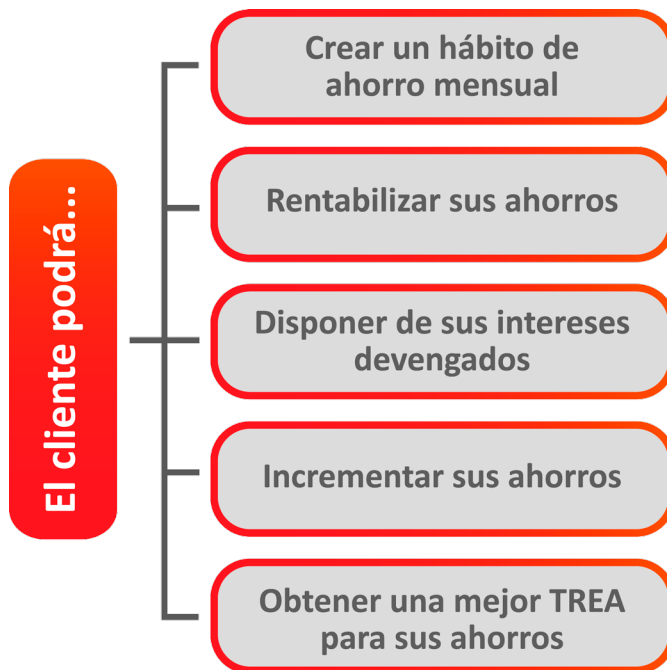 El cliente podrá...
Crear un hábito de
ahorro mensual
Rentabilizar sus ahorros
Disponer de sus intereses
devengados
Incrementar sus ahorros
Obtener una mejor TREA
para sus ahorros